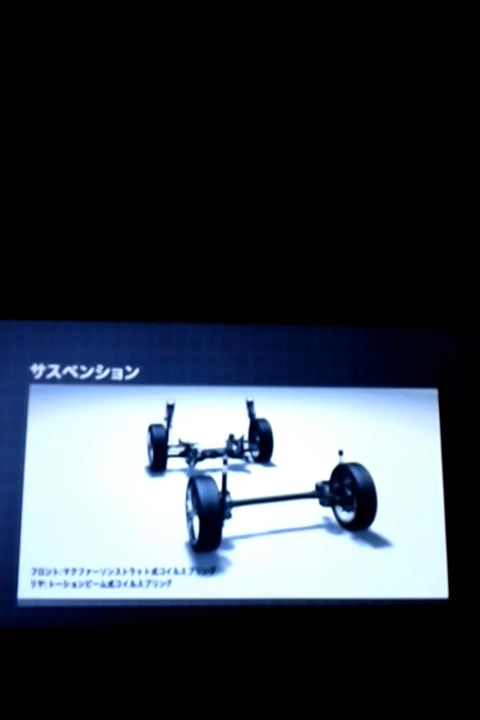 サスペンション
フロント:マクファーソンストラット式コイルスプリング
リヤ:トーションビーム式コイルスプリング